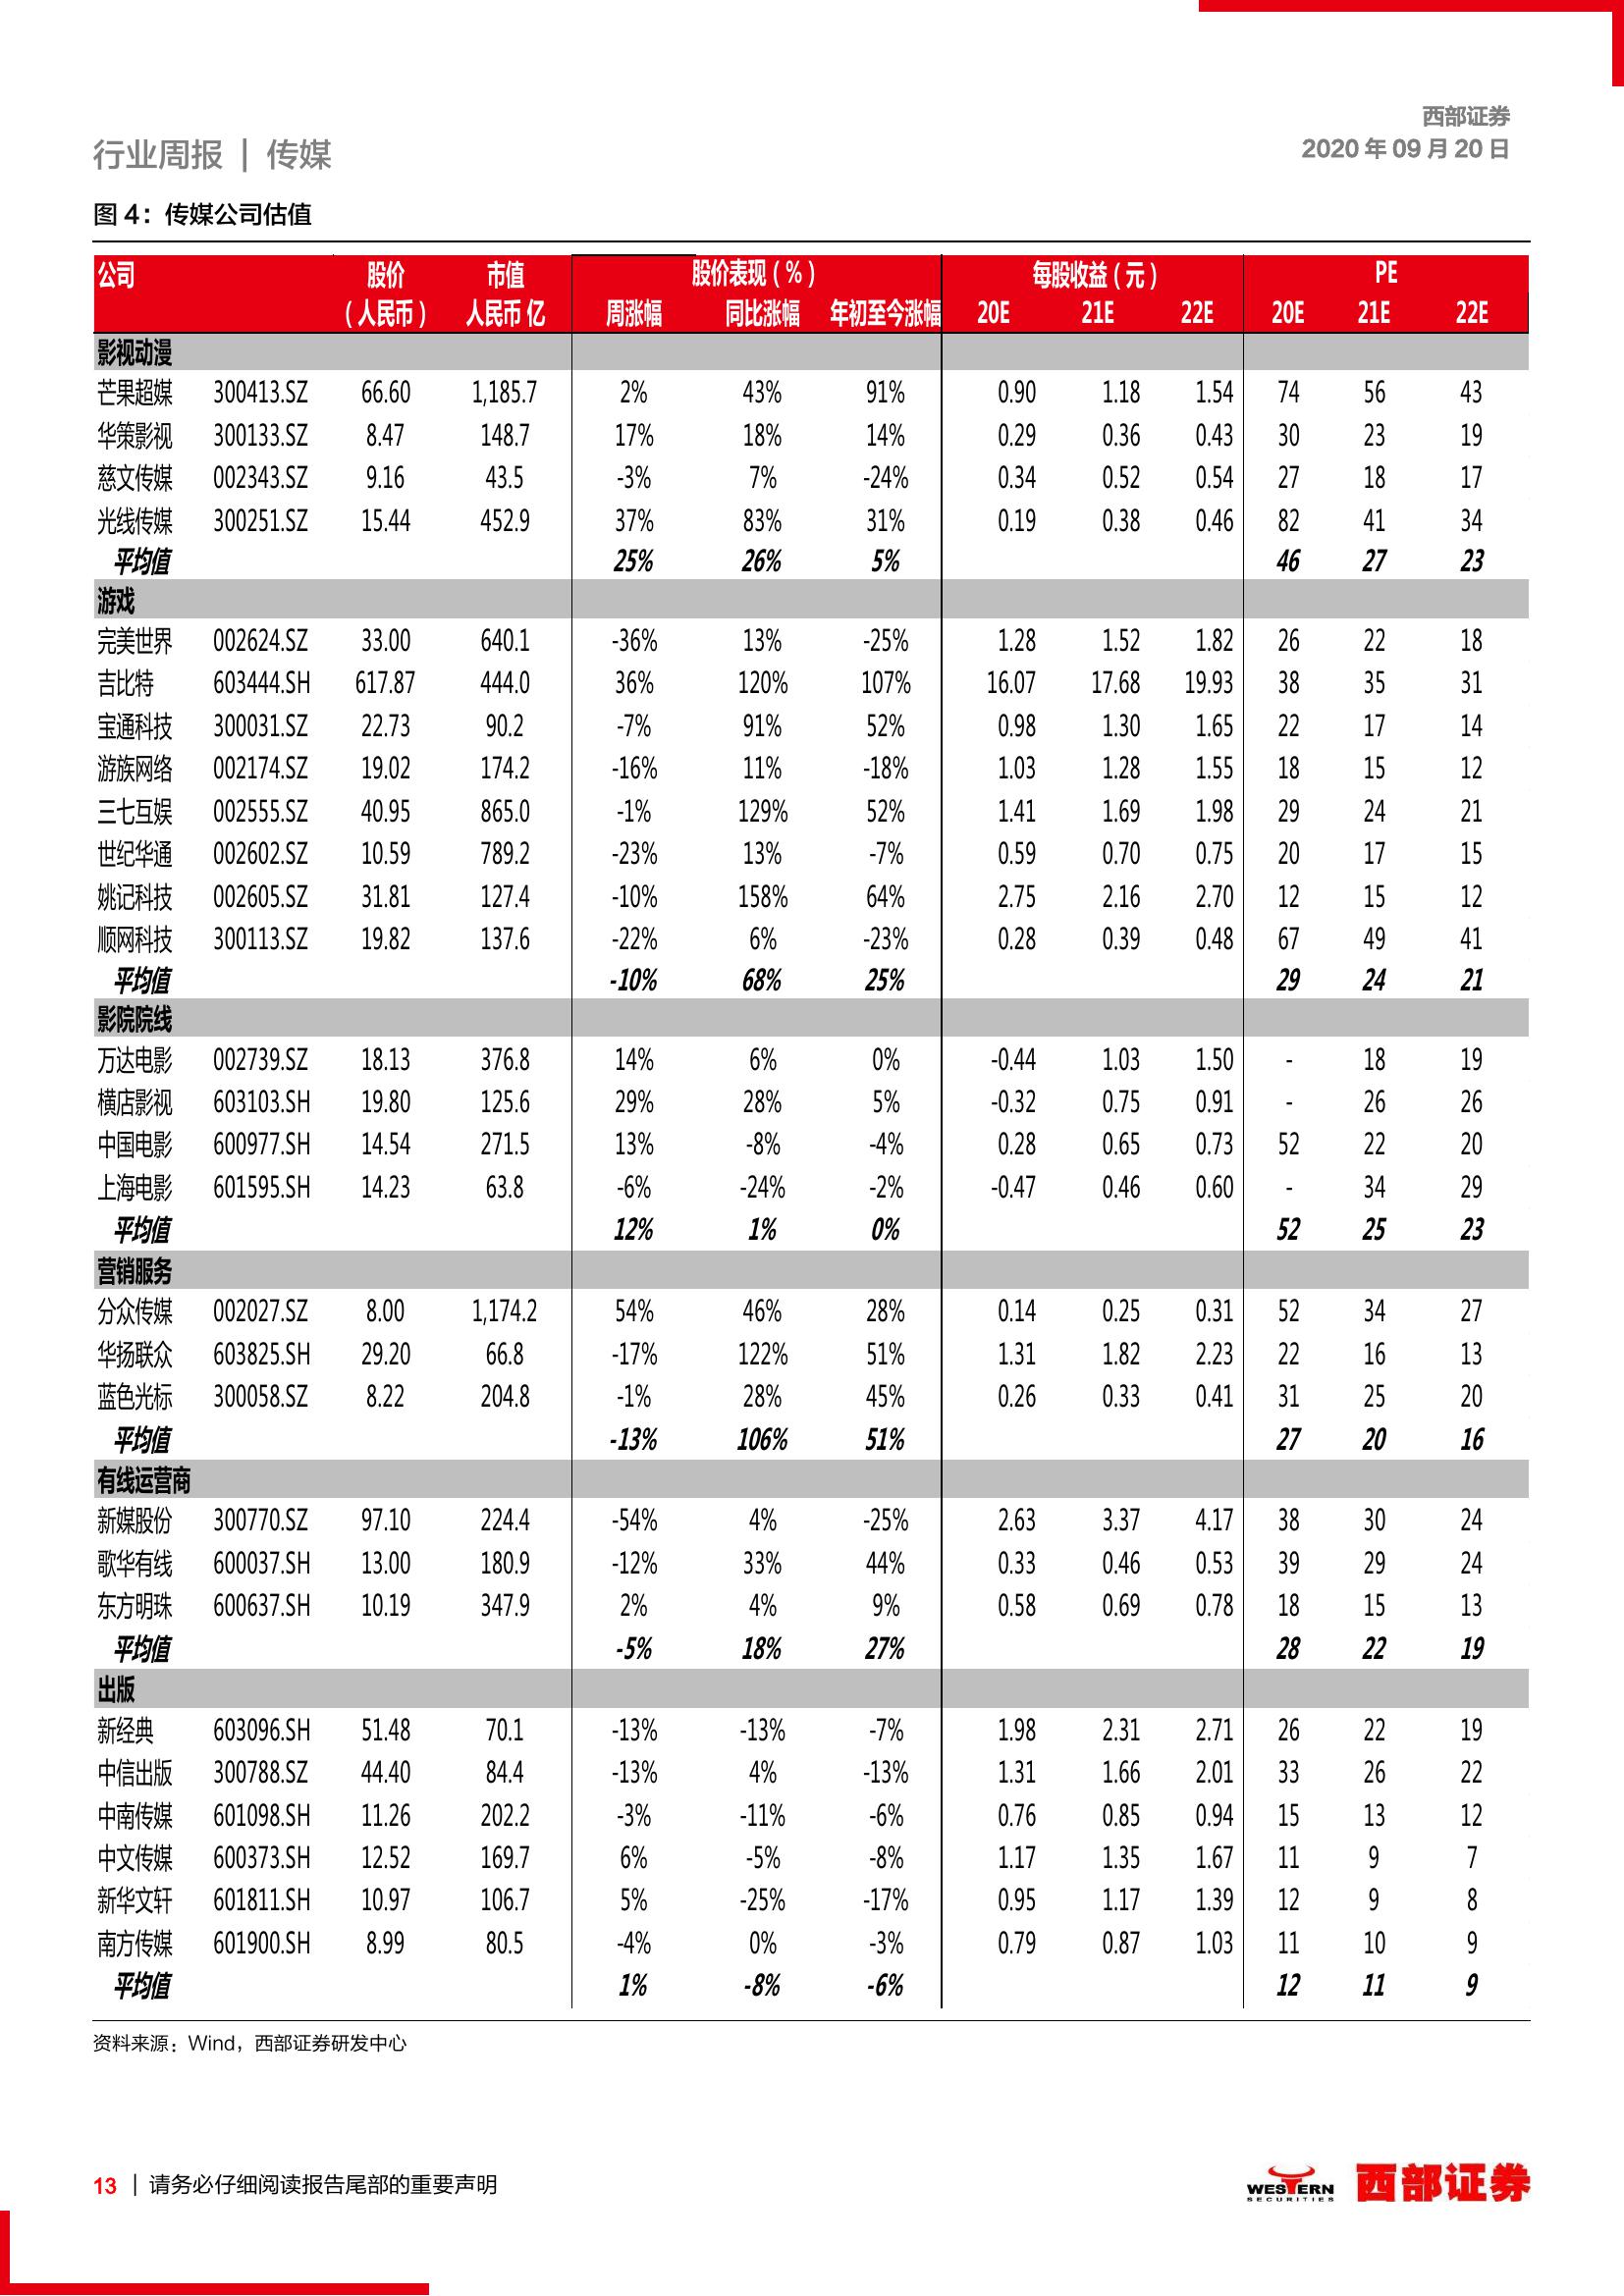 西部证券
行业周报 | 传媒
2020 年 09 月 20 日
图 4：传媒公司估值
公司 股价 市值 股价表现（%） 每股收益（元） PE
（人民币） 人民币 亿 周涨幅 同比涨幅 年初至今涨幅 20E 21E 22E 20E 21E 22E
影视动漫
芒果超媒 300413.SZ 66.60 1,185.7 2% 43% 91% 0.90 1.18 1.54 74 56 43
华策影视 300133.SZ 8.47 148.7 17% 18% 14% 0.29 0.36 0.43 30 23 19
慈文传媒 002343.SZ 9.16 43.5 -3% 7% -24% 0.34 0.52 0.54 27 18 17
光线传媒 300251.SZ 15.44 452.9 37% 83% 31% 0.19 0.38 0.46 82 41 34
平均值 25% 26% 5% 46 27 23
游戏
完美世界 002624.SZ 33.00 640.1 -36% 13% -25% 1.28 1.52 1.82 26 22 18
吉比特 603444.SH 617.87 444.0 36% 120% 107% 16.07 17.68 19.93 38 35 31
宝通科技 300031.SZ 22.73 90.2 -7% 91% 52% 0.98 1.30 1.65 22 17 14
游族网络 002174.SZ 19.02 174.2 -16% 11% -18% 1.03 1.28 1.55 18 15 12
三七互娱 002555.SZ 40.95 865.0 -1% 129% 52% 1.41 1.69 1.98 29 24 21
世纪华通 002602.SZ 10.59 789.2 -23% 13% -7% 0.59 0.70 0.75 20 17 15
姚记科技 002605.SZ 31.81 127.4 -10% 158% 64% 2.75 2.16 2.70 12 15 12
顺网科技 300113.SZ 19.82 137.6 -22% 6% -23% 0.28 0.39 0.48 67 49 41
平均值 -10% 68% 25% 29 24 21
影院院线
万达电影 002739.SZ 18.13 376.8 14% 6% 0% -0.44 1.03 1.50 - 18 19
横店影视 603103.SH 19.80 125.6 29% 28% 5% -0.32 0.75 0.91 - 26 26
中国电影 600977.SH 14.54 271.5 13% -8% -4% 0.28 0.65 0.73 52 22 20
上海电影 601595.SH 14.23 63.8 -6% -24% -2% -0.47 0.46 0.60 - 34 29
平均值 12% 1% 0% 52 25 23
营销服务
分众传媒 002027.SZ 8.00 1,174.2 54% 46% 28% 0.14 0.25 0.31 52 34 27
华扬联众 603825.SH 29.20 66.8 -17% 122% 51% 1.31 1.82 2.23 22 16 13
蓝色光标 300058.SZ 8.22 204.8 -1% 28% 45% 0.26 0.33 0.41 31 25 20
平均值 -13% 106% 51% 27 20 16
有线运营商
新媒股份 300770.SZ 97.10 224.4 -54% 4% -25% 2.63 3.37 4.17 38 30 24
歌华有线 600037.SH 13.00 180.9 -12% 33% 44% 0.33 0.46 0.53 39 29 24
东方明珠 600637.SH 10.19 347.9 2% 4% 9% 0.58 0.69 0.78 18 15 13
平均值 -5% 18% 27% 28 22 19
出版
新经典 603096.SH 51.48 70.1 -13% -13% -7% 1.98 2.31 2.71 26 22 19
中信出版 300788.SZ 44.40 84.4 -13% 4% -13% 1.31 1.66 2.01 33 26 22
中南传媒 601098.SH 11.26 202.2 -3% -11% -6% 0.76 0.85 0.94 15 13 12
中文传媒 600373.SH 12.52 169.7 6% -5% -8% 1.17 1.35 1.67 11 9 7
新华文轩 601811.SH 10.97 106.7 5% -25% -17% 0.95 1.17 1.39 12 9 8
南方传媒 601900.SH 8.99 80.5 -4% 0% -3% 0.79 0.87 1.03 11 10 9
平均值 1% -8% -6% 12 11 9
资料来源：Wind，西部证券研发中心
13 | 请务必仔细阅读报告尾部的重要声明
WESTERN
SECURITIES
西部证券